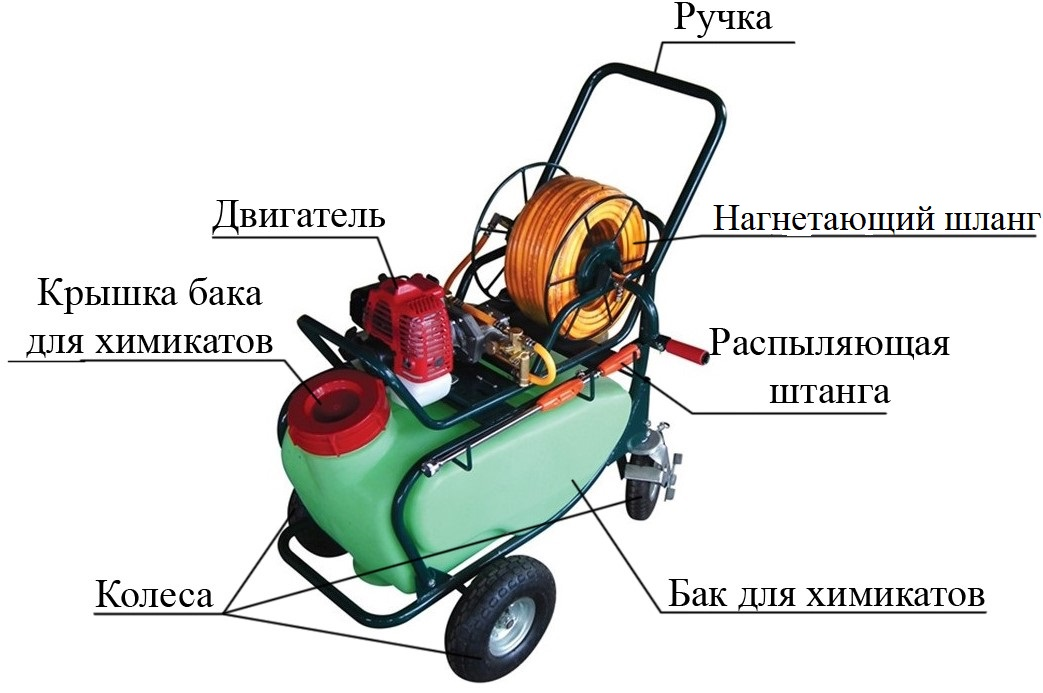 Ручка
Двигатель
Нагнетающий шланг
Крышка бака
для химикатов
Распыляющая
штанга
Колеса
Бак для химикатов